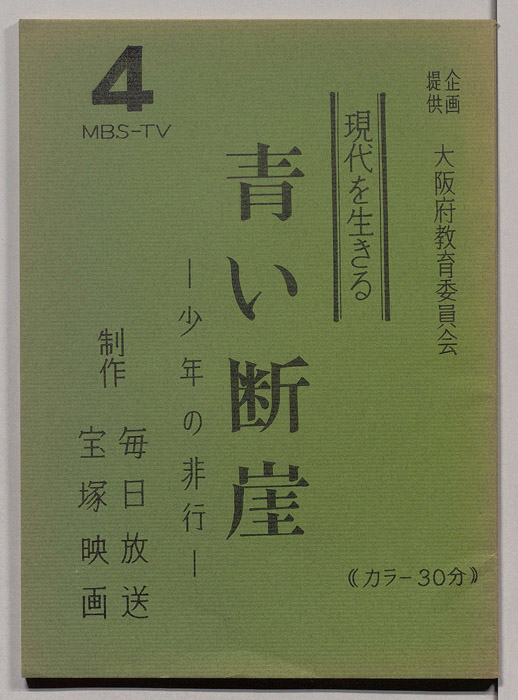 企画
提供
大阪府教育委員会
現代を生きる
青い断崖
―少年の非行―
《カラー30分》
4
MBS-TV
制作
毎日放送
宝塚映画